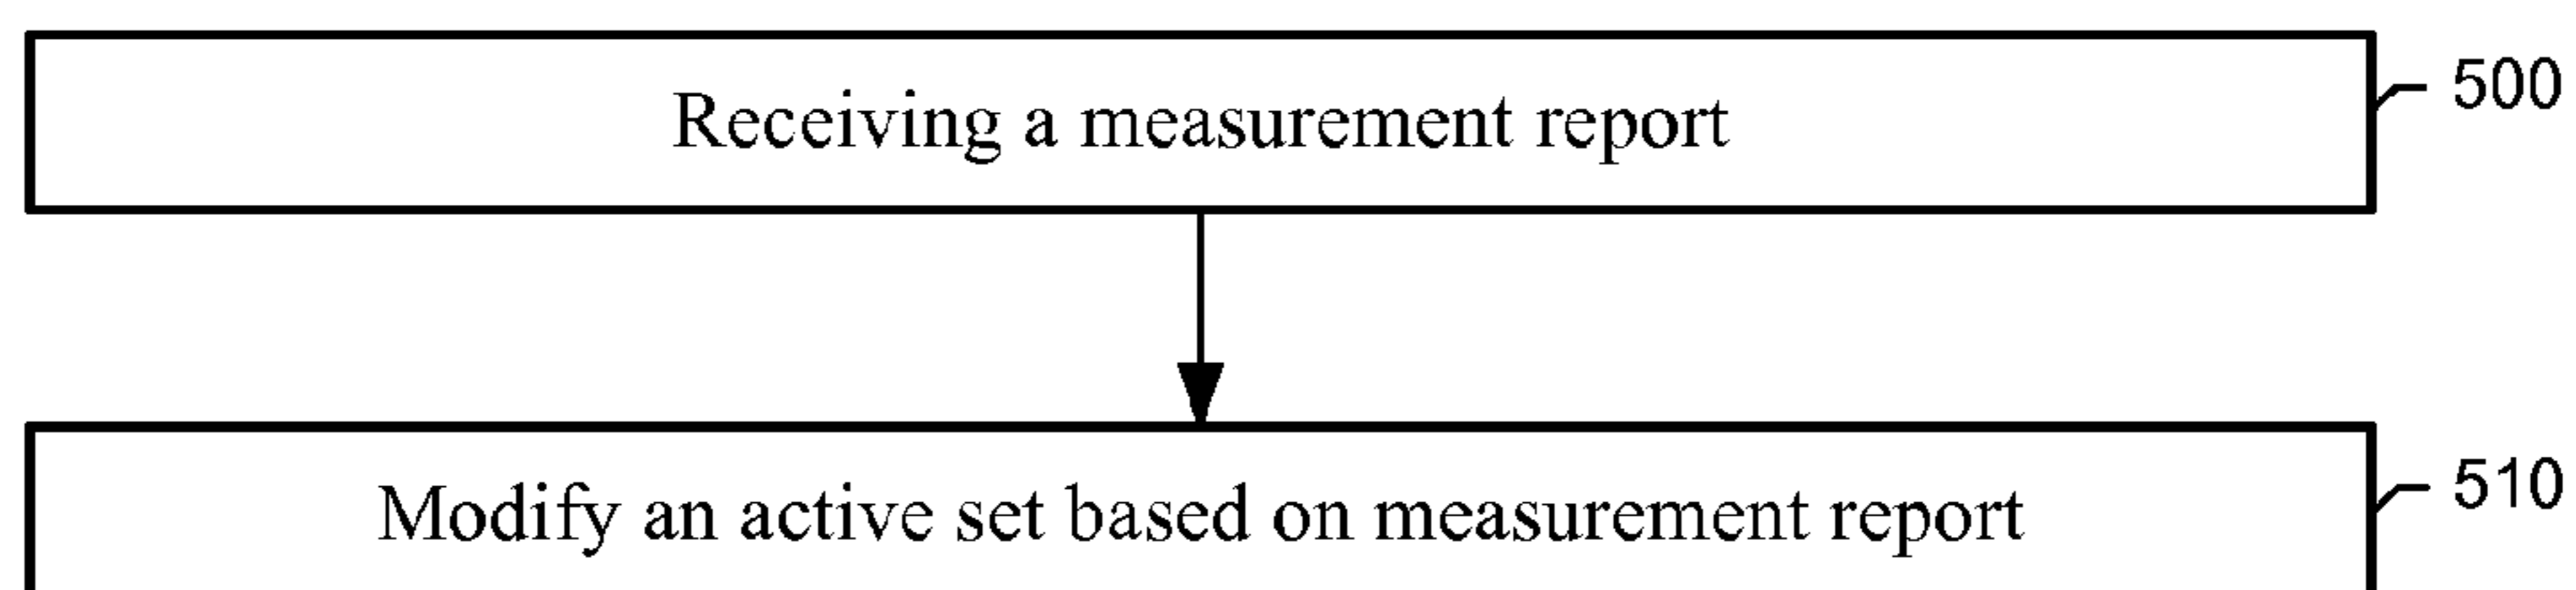 Receiving a measurement report
500
Modify an active set based on measurement report
510